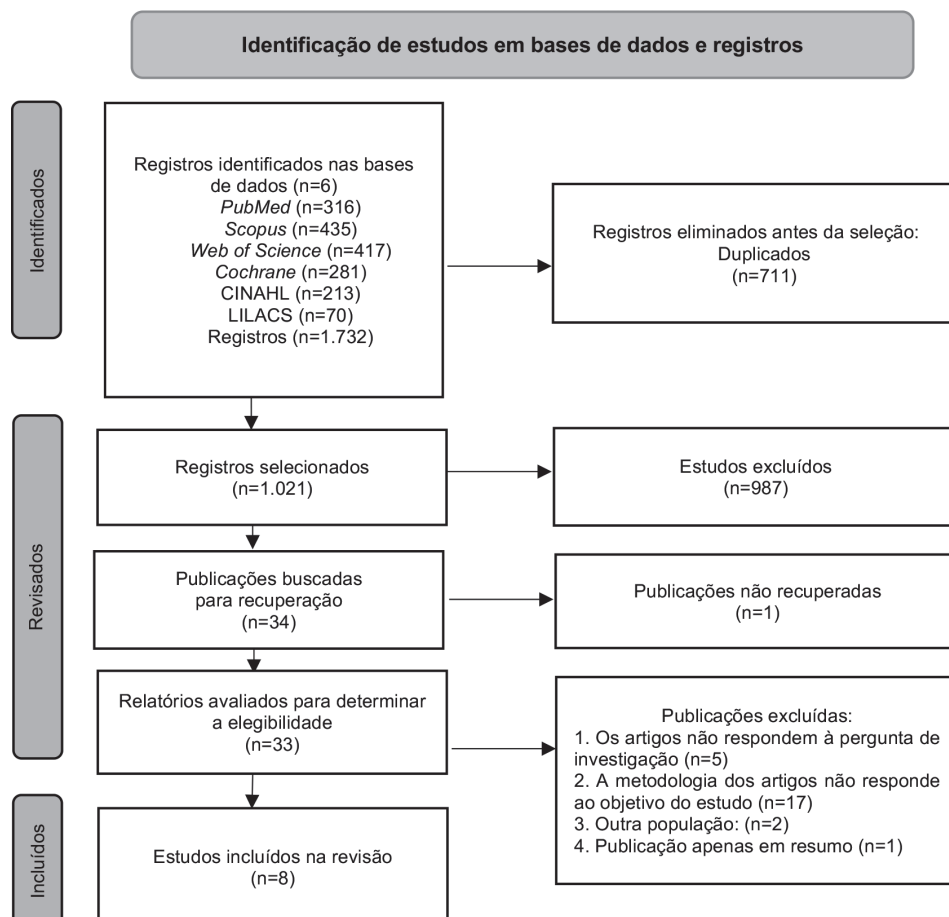 Identificação de estudos em bases de dados e registros
Identificados
Registros identificados nas bases
de dados (n=6)
PubMed (n=316)
Scopus (n=435)
Web of Science (n=417)
Cochrane (n=281)
CINAHL (n=213)
LILACS (n=70)
Registros (n=1.732)
Registros eliminados antes da seleção:
Duplicados
(n=711)
Revisados
Registros selecionados
(n=1.021)
Estudos excluídos
(n=987)
Publicações buscadas
para recuperação
(n=34)
Publicações não recuperadas
(n=1)
Relatórios avaliados para determinar
a elegibilidade
(n=33)
Publicações excluídas:
1. Os artigos não respondem à pergunta de
investigação (n=5)
2. A metodologia dos artigos não responde
ao objetivo do estudo (n=17)
3. Outra população: (n=2)
4. Publicação apenas em resumo (n=1)
Incluídos
Estudos incluídos na revisão
(n=8)